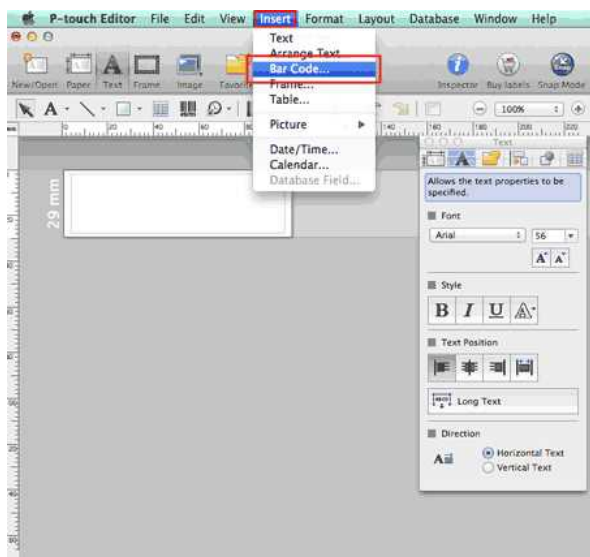 P-touch Editor File Edit View Insert Format Layout Database Window Help
Text
Arrange Text
Bar Code...
Frame...
Table...
Picture
Date/Time...
Calendar...
Database Field...
New/Open Paper Text Frame Image Inspector Buy labels Snap Mode
100%
29 mm
Text
Allows the text properties to be
specified.
Font
Arial 56
Style
B I U A
Text Position
Long Text
Direction
Horizontal Text
Vertical Text